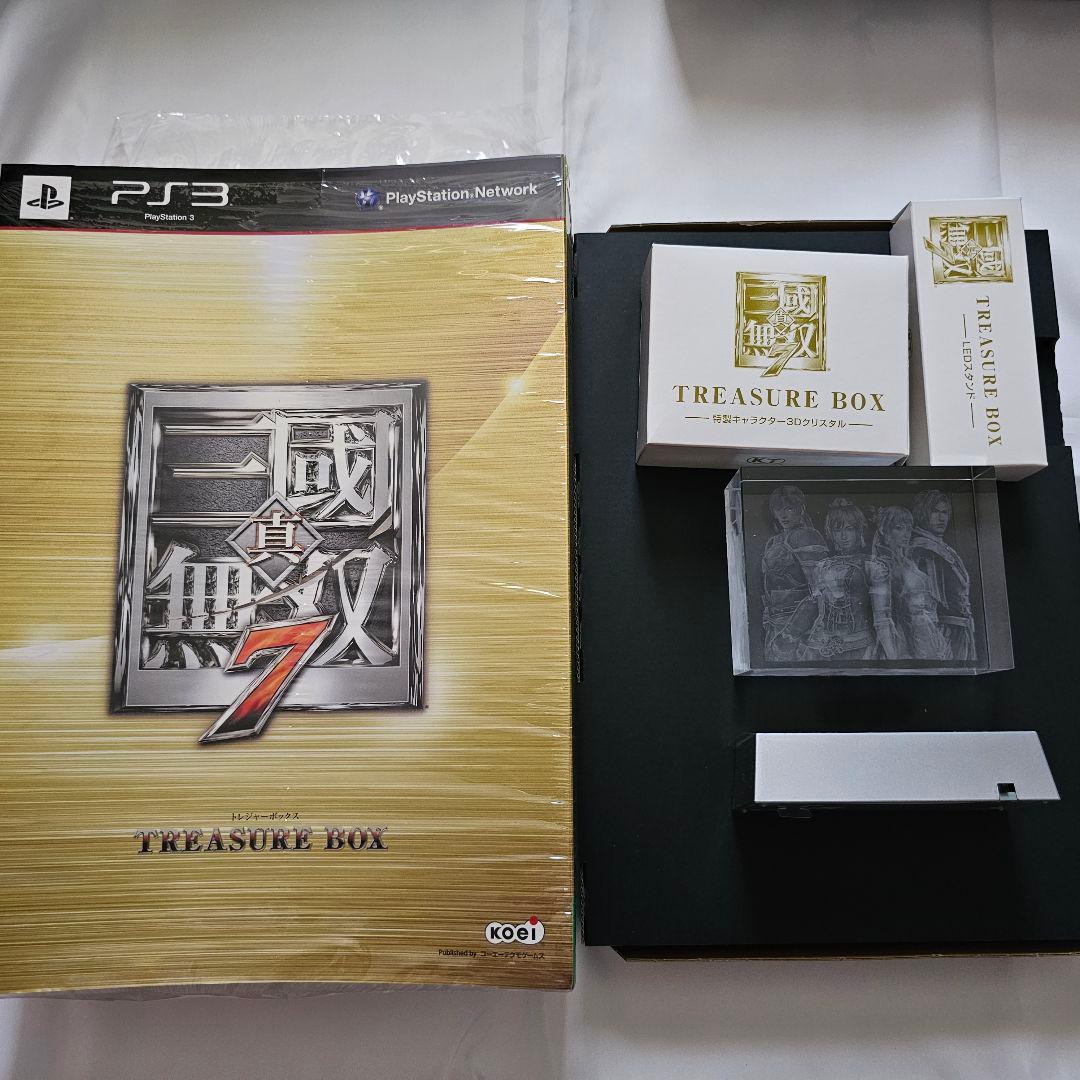 PS3
PlayStation 3
PlayStation®Network
三國
真
無双
7
トレジャーボックス
TREASURE BOX
KOEI
Published by コーエーテクモゲームス
三國
真
無双
7
TREASURE BOX
特製キャラクター3Dクリスタル
KT
三國
真
無双
7
TREASURE BOX
LEDスタンド